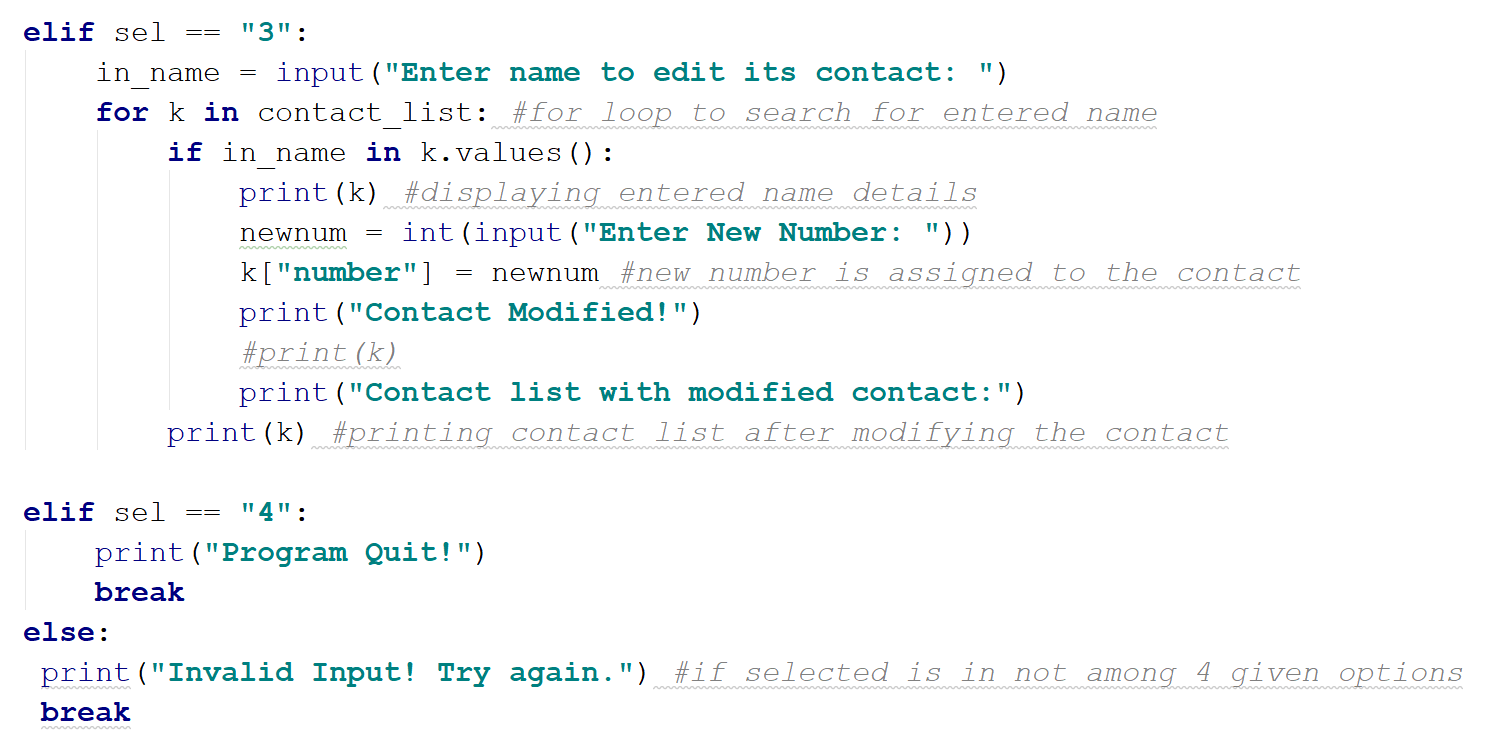 elif sel == "3":
    in_name = input("Enter name to edit its contact: ")
    for k in contact_list: #for loop to search for entered name
        if in_name in k.values():
            print(k) #displaying entered name details
            newnum = int(input("Enter New Number: "))
            k["number"] = newnum #new number is assigned to the contact
            print("Contact Modified!")
            #print(k)
            print("Contact list with modified contact:")
        print(k) #printing contact list after modifying the contact

elif sel == "4":
    print("Program Quit!")
    break
else:
 print("Invalid Input! Try again.") #if selected is in not among 4 given options
 break